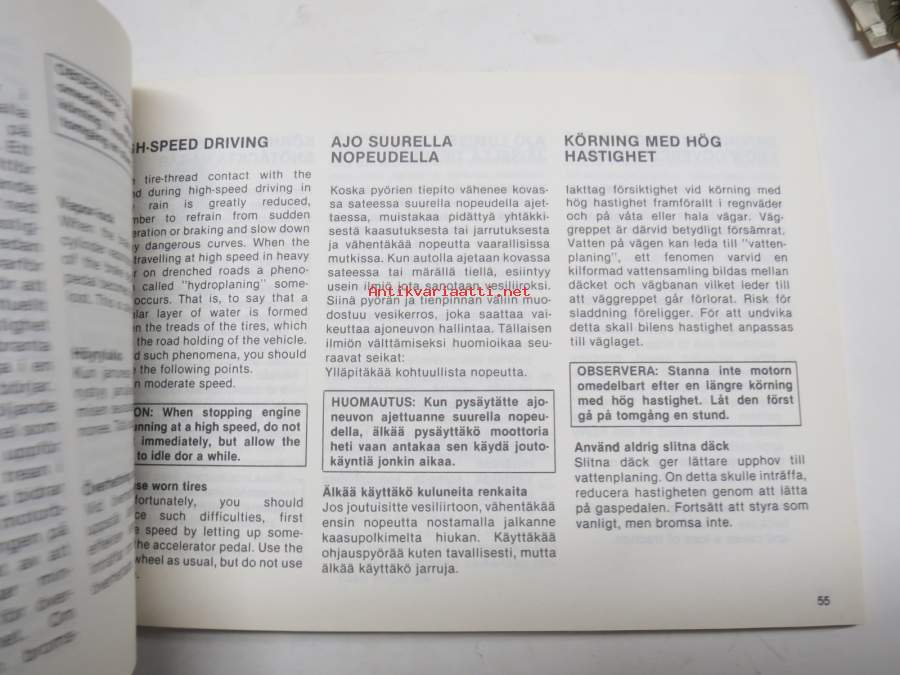 GH-SPEED DRIVING
tire-thread contact with the
during high-speed driving in
rain is greatly reduced,
mber to refrain from sudden
eration or braking and slow down
dangerous curves. When the
travelling at high speed in heavy
on drenched roads a pheno-
called "hydroplaning" some-
occurs. That is, to say that a
lar layer of water is formed
the treads of the tires, which
the road holding of the vehicle.
such phenomena, you should
the following points.
n moderate speed.
ON: When stopping engine
unning at a high speed, do not
immediately, but allow the
to idle dor a while.
se worn tires
fortunately, you should
ce such difficulties, first
speed by letting up some-
the accelerator pedal. Use the
wheel as usual, but do not use
AJO SUURELLA
NOPEUDELLA
Koska pyörien tiepito vähenee kovas-
sa sateessa suurella nopeudella ajet-
taessa, muistakaa pidättyä yhtäkki-
sestä kaasutuksesta tai jarrutuksesta
ja vähentäkää nopeutta vaarallisissa
mutkissa. Kun autolla ajetaan kovassa
sateessa tai märällä tiellä, esiintyy
usein ilmiö jota sanotaan vesiliiroksi.
Siinä pyörän ja tienpinnan väliin muo-
dostuu vesikerros, joka saattaa vai-
keuttaa ajoneuvon hallintaa. Tällaisen
ilmiön välttämiseksi huomioikaa seu-
raavat seikat:
Ylläpitäkää kohtuullista nopeutta.
HUOMAUTUS: Kun pysäytätte ajo-
neuvon ajettuanne suurella nopeu-
della, älkää pysäyttäkö moottoria
heti vaan antakaa sen käydä jouto-
käyntiä jonkin aikaa.
Älkää käyttäkö kuluneita renkaita
Jos joutuisitte vesiliirtoon, vähentäkää
ensin nopeutta nostamalla jalkanne
kaasupolkimelta hiukan. Käyttäkää
ohjauspyörää kuten tavallisesti, mutta
älkää käyttäkö jarruja.
KÖRNING MED HÖG
HASTIGHET
Iakttag försiktighet vid körning med
hög hastighet framförallt i regnväder
och på våta eller hala vägar. Väg-
greppet är därvid betydligt försämrat.
Vatten på vägen kan leda till "vatten-
planing", ett fenomen varvid en
kilformad vattensamling bildas mellan
däcket och vägbanan vilket leder till
att väggreppet går förlorat. Risk för
sladdning föreligger. För att undvika
detta skall bilens hastighet anpassas
till väglaget.
OBSERVERA: Stanna inte motorn
omedelbart efter en längre körning
med hög hastighet. Låt den först
gå på tomgång en stund.
Använd aldrig slitna däck
Slitna däck ger lättare upphov till
vattenplaning. On detta skulle inträffa,
reducera hastigheten genom att lätta
på gaspedalen. Fortsätt att styra som
vanligt, men bromsa inte.
55
Antikvariaatti.net